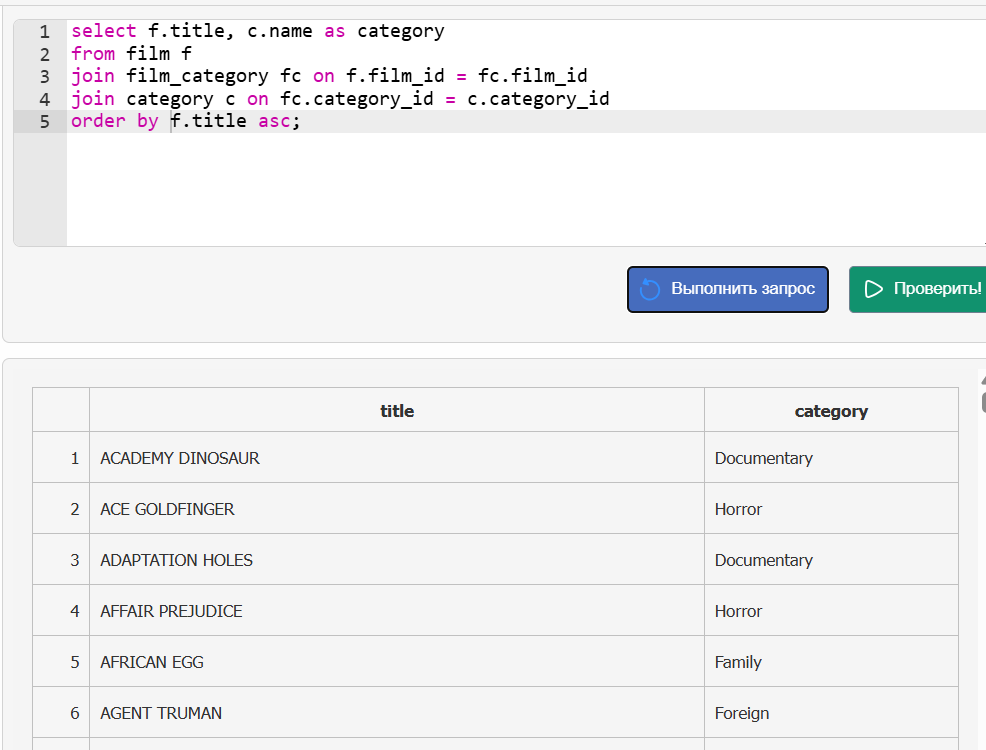 1 select f.title, c.name as category
2 from film f
3 join film_category fc on f.film_id = fc.film_id
4 join category c on fc.category_id = c.category_id
5 order by f.title asc;
Выполнить запрос Проверить!
title category
1 ACADEMY DINOSAUR Documentary
2 ACE GOLDFINGER Horror
3 ADAPTATION HOLES Documentary
4 AFFAIR PREJUDICE Horror
5 AFRICAN EGG Family
6 AGENT TRUMAN Foreign